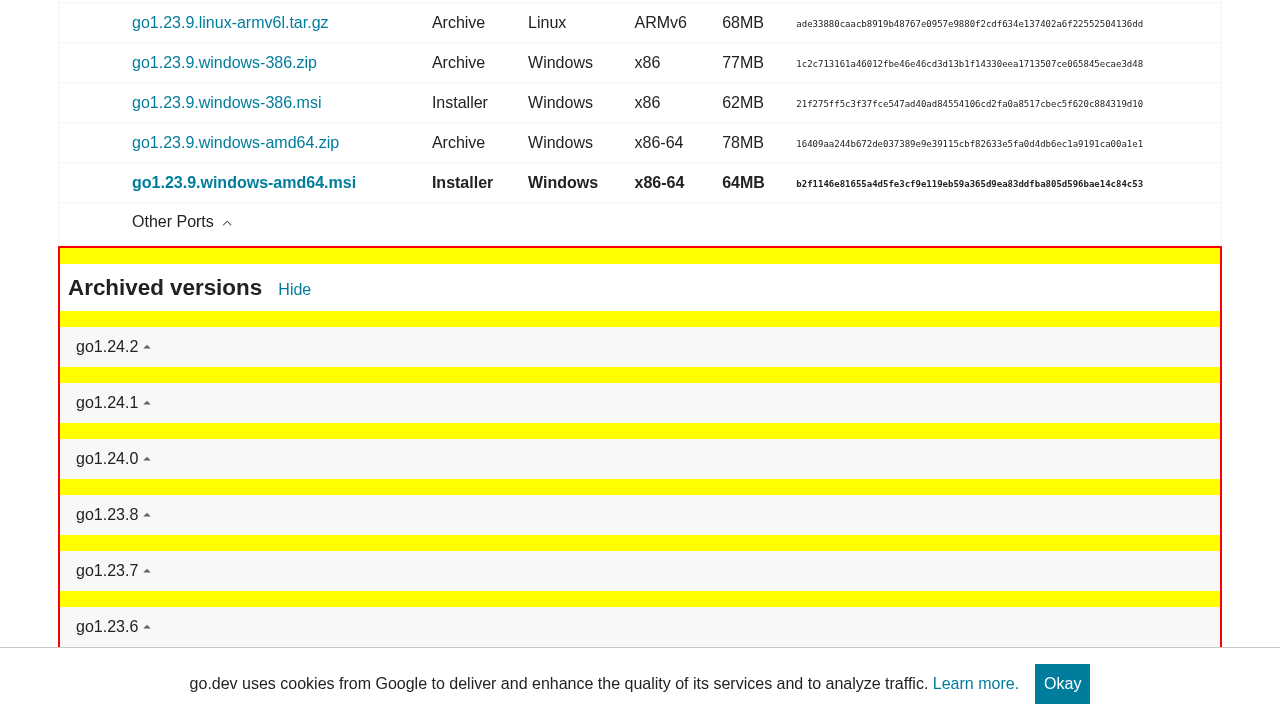 go1.23.9.linux-armv6l.tar.gz Archive Linux ARMv6 68MB ade33880caacb8919b48767e0957e9880f2cdf634e137402a6f22552504136dd
go1.23.9.windows-386.zip Archive Windows x86 77MB 1c2c713161a46012fbe46e46cd3d13b1f14330eea1713507ce065845ecae3d48
go1.23.9.windows-386.msi Installer Windows x86 62MB 21f275ff5c3f37fce547ad40ad84554106cd2fa0a8517cbec5f620c884319d10
go1.23.9.windows-amd64.zip Archive Windows x86-64 78MB 16409aa244b672de037389e9e39115cbf82633e5fa0d4db6ec1a9191ca00a1e1
go1.23.9.windows-amd64.msi Installer Windows x86-64 64MB b2f1146e81655a4d5fe3cf9e119eb59a365d9ea83ddfba805d596bae14c84c53
Other Ports
Archived versions Hide
go1.24.2
go1.24.1
go1.24.0
go1.23.8
go1.23.7
go1.23.6
go.dev uses cookies from Google to deliver and enhance the quality of its services and to analyze traffic. Learn more. Okay